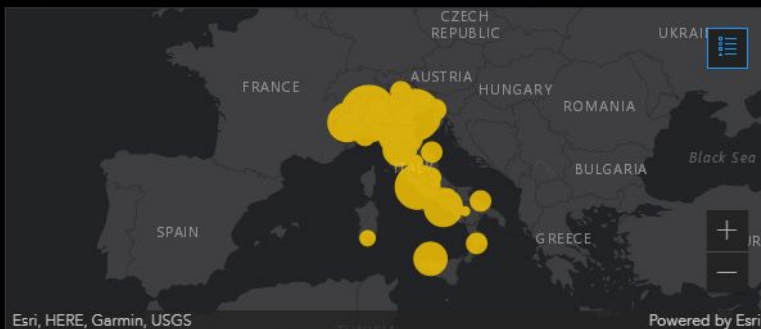 CZECH
REPUBLIC
UKRAI
AUSTRIA
FRANCE
HUNGARY
ROMANIA
Black Sea
ITALY
BULGARIA
SPAIN
GREECE
Esri, HERE, Garmin, USGS
Powered by Esri